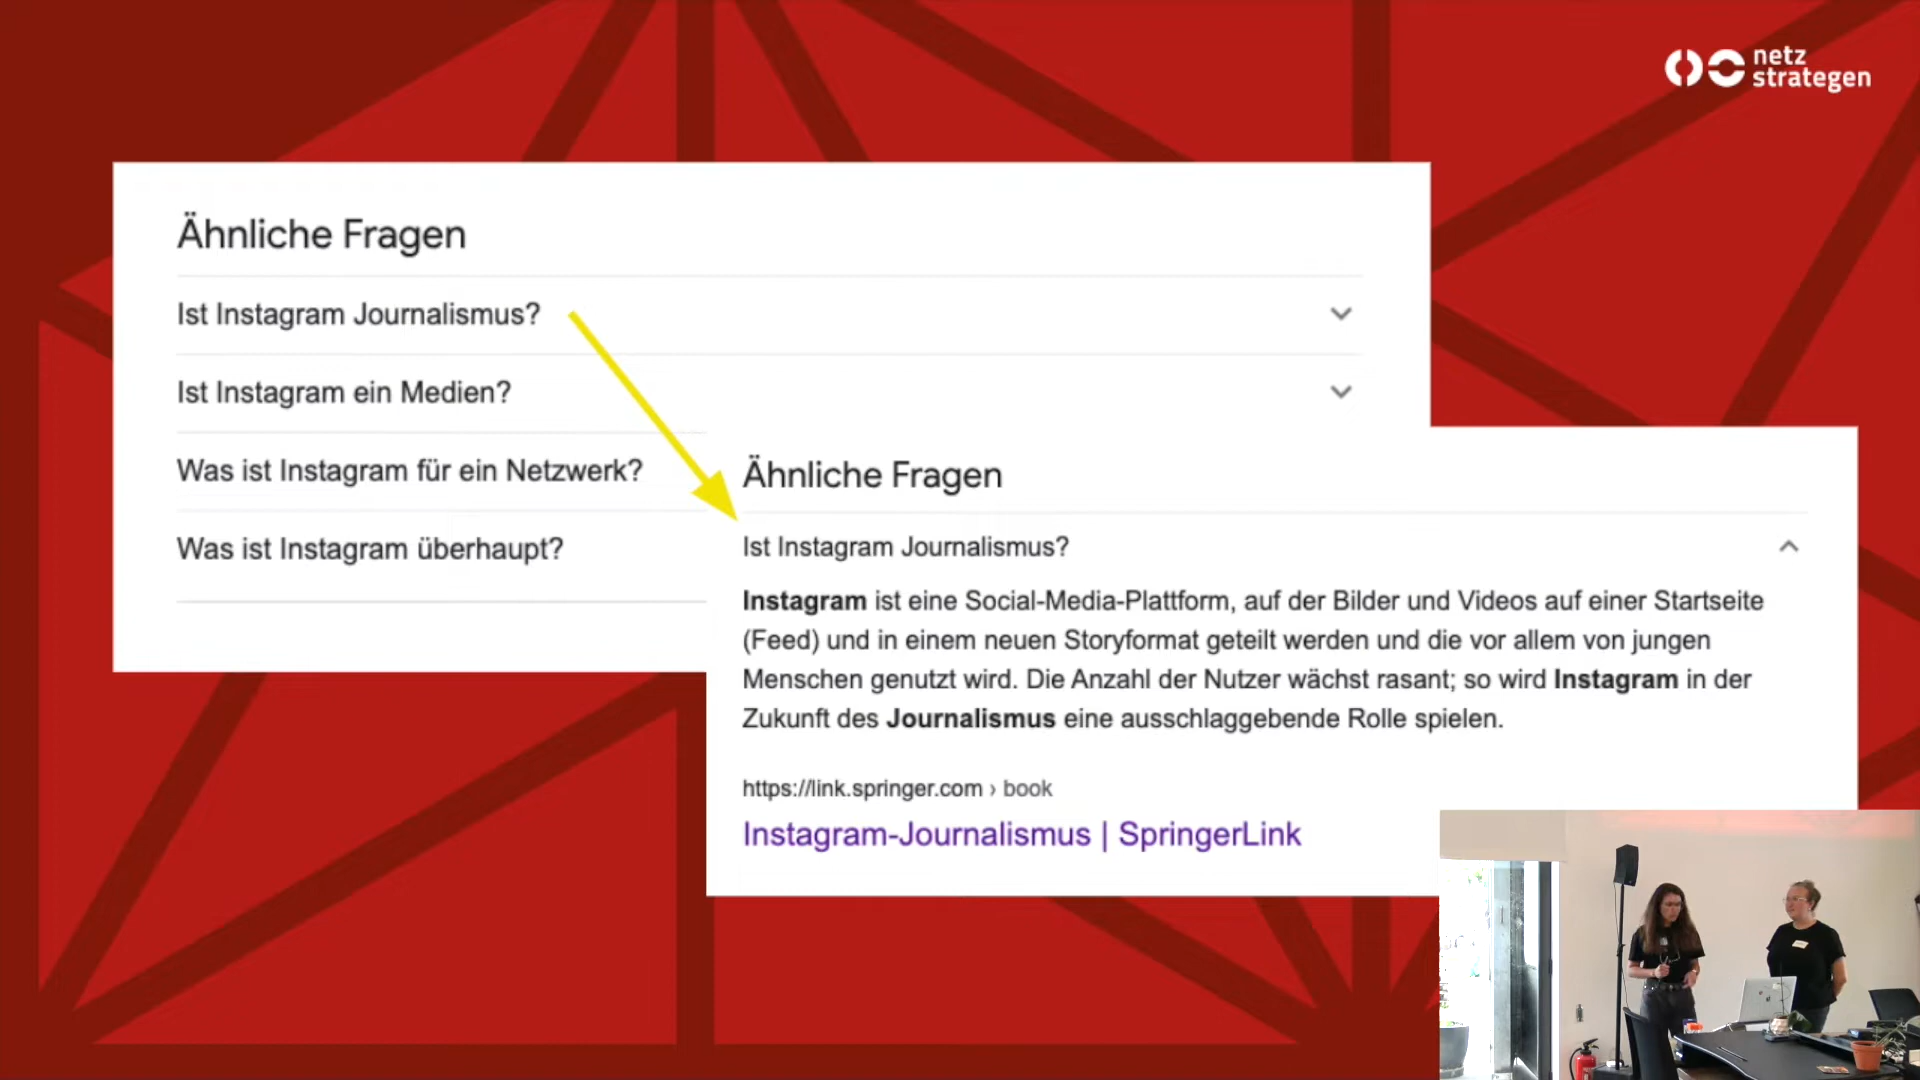 netz
strategen
Ähnliche Fragen
Ist Instagram Journalismus?
Ist Instagram ein Medien?
Was ist Instagram für ein Netzwerk?
Was ist Instagram überhaupt?
Ähnliche Fragen
Ist Instagram Journalismus?
Instagram ist eine Social-Media-Plattform, auf der Bilder und Videos auf einer Startseite
(Feed) und in einem neuen Storyformat geteilt werden und die vor allem von jungen
Menschen genutzt wird. Die Anzahl der Nutzer wächst rasant; so wird Instagram in der
Zukunft des Journalismus eine ausschlaggebende Rolle spielen.
https://link.springer.com › book
Instagram-Journalismus | SpringerLink